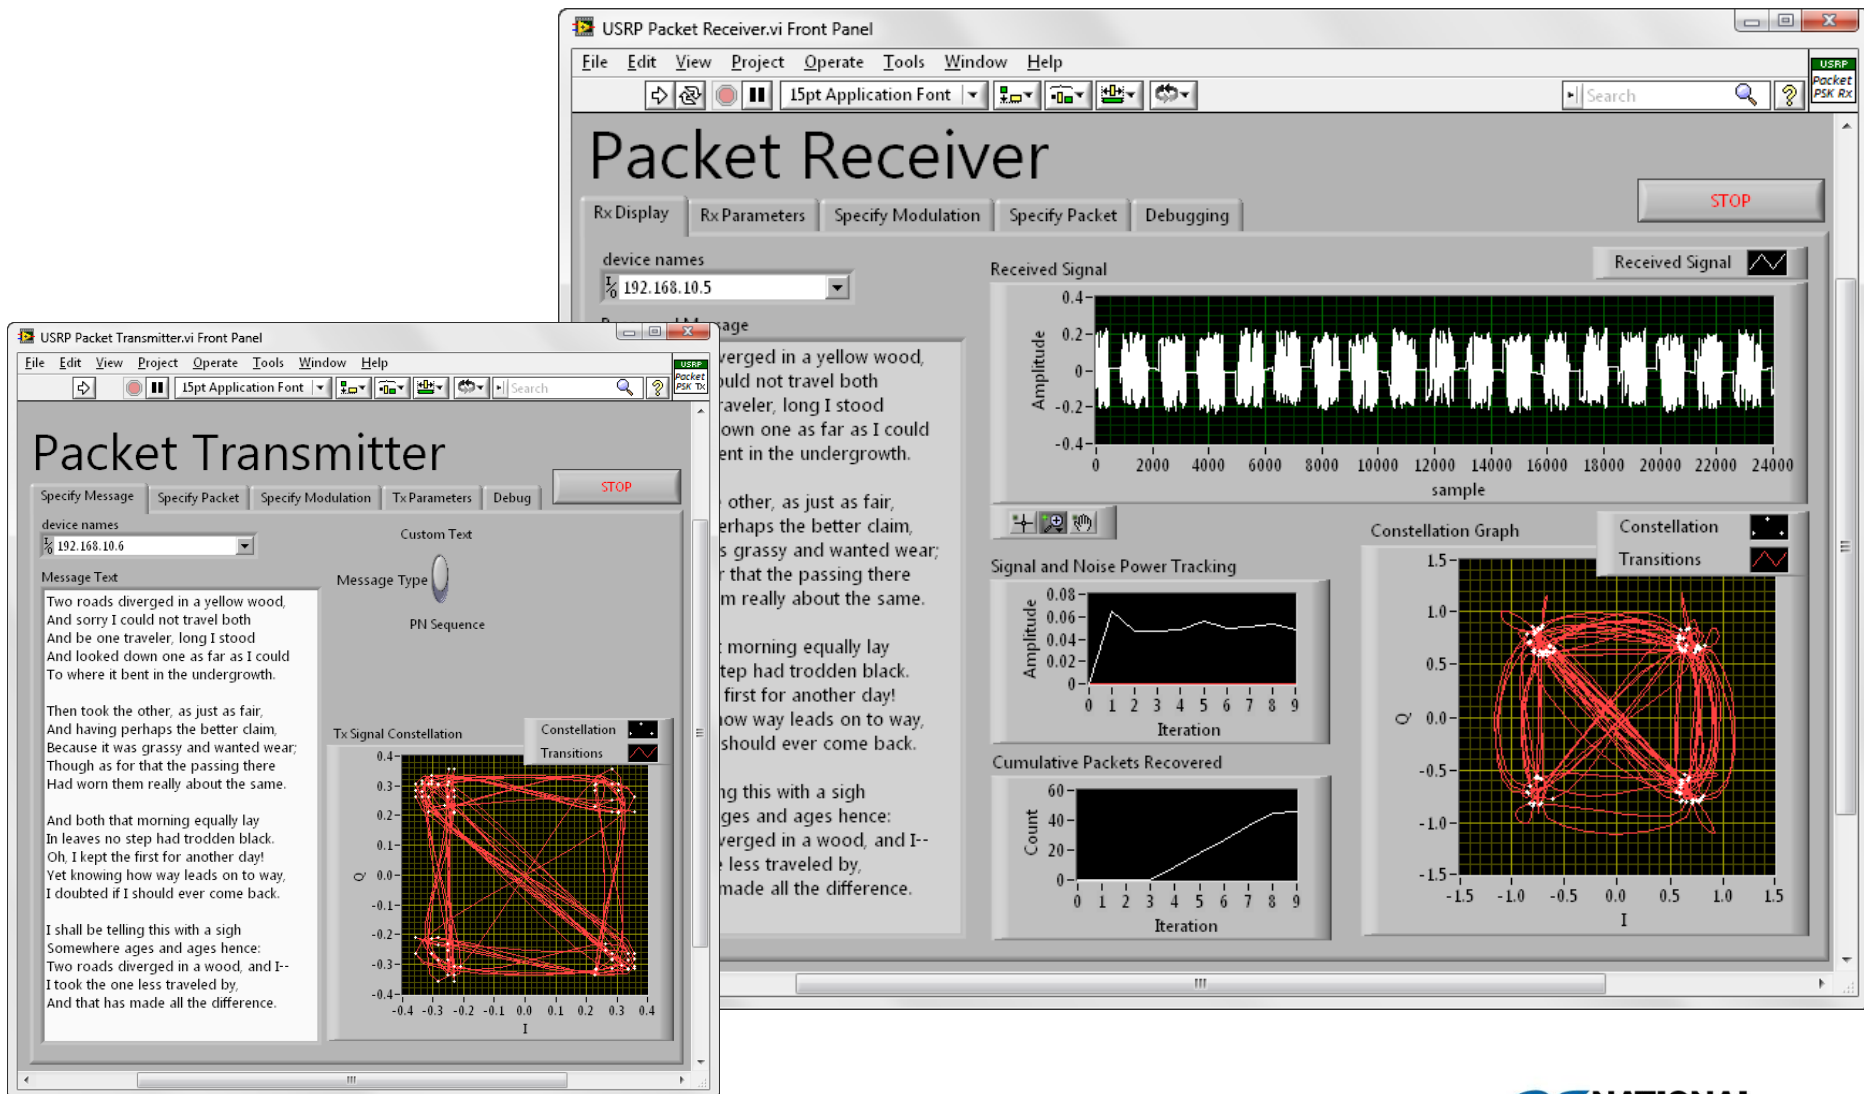 USRP Packet Receiver.vi Front Panel
File Edit View Project Operate Tools Window Help
15pt Application Font
Search
USRP
Packet
PSK Rx
Packet Receiver
STOP
Rx Display
Rx Parameters
Specify Modulation
Specify Packet
Debugging
device names
192.168.10.5
verged in a yellow wood,
uld not travel both
raveler, long I stood
own one as far as I could
ent in the undergrowth.
other, as just as fair,
erhaps the better claim,
s grassy and wanted wear;
r that the passing there
m really about the same.
morning equally lay
tep had trodden black.
first for another day!
ow way leads on to way,
should ever come back.
ng this with a sigh
ges and ages hence:
verged in a wood, and I--
e less traveled by,
made all the difference.
Received Signal
Received Signal
Amplitude
0.4
0.2
0
-0.2
-0.4
0 2000 4000 6000 8000 10000 12000 14000 16000 18000 20000 22000 24000
sample
Signal and Noise Power Tracking
Amplitude
0.08
0.06
0.04
0.02
0
0 1 2 3 4 5 6 7 8 9
Iteration
Cumulative Packets Recovered
Count
60
40
20
0
0 1 2 3 4 5 6 7 8 9
Iteration
Constellation Graph
Constellation
Transitions
1.5
1.0
0.5
Q
0.0
-0.5
-1.0
-1.5
-1.5 -1.0 -0.5 0.0 0.5 1.0 1.5
I
USRP Packet Transmitter.vi Front Panel
File Edit View Project Operate Tools Window Help
15pt Application Font
Search
USRP
Packet
PSK Tx
Packet Transmitter
STOP
Specify Message
Specify Packet
Specify Modulation
Tx Parameters
Debug
device names
192.168.10.6
Custom Text
Message Type
PN Sequence
Message Text
Two roads diverged in a yellow wood,
And sorry I could not travel both
And be one traveler, long I stood
And looked down one as far as I could
To where it bent in the undergrowth.
Then took the other, as just as fair,
And having perhaps the better claim,
Because it was grassy and wanted wear;
Though as for that the passing there
Had worn them really about the same.
And both that morning equally lay
In leaves no step had trodden black.
Oh, I kept the first for another day!
Yet knowing how way leads on to way,
I doubted if I should ever come back.
I shall be telling this with a sigh
Somewhere ages and ages hence:
Two roads diverged in a wood, and I--
I took the one less traveled by,
And that has made all the difference.
Tx Signal Constellation
Constellation
Transitions
0.4
0.3
0.2
0.1
Q
0.0
-0.1
-0.2
-0.3
-0.4
-0.4 -0.3 -0.2 -0.1 0.0 0.1 0.2 0.3 0.4
I